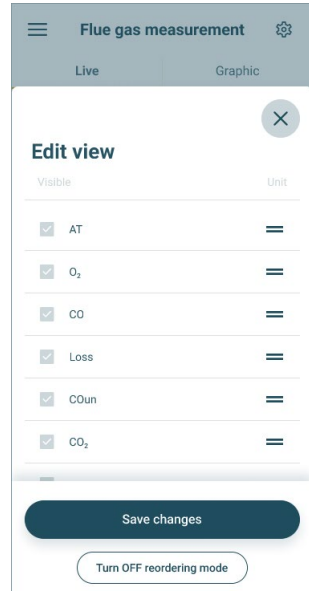 Flue gas measurement
Live Graphic
Edit view
Visible Unit
AT
O₂
CO
Loss
COun
CO₂
Save changes
Turn OFF reordering mode